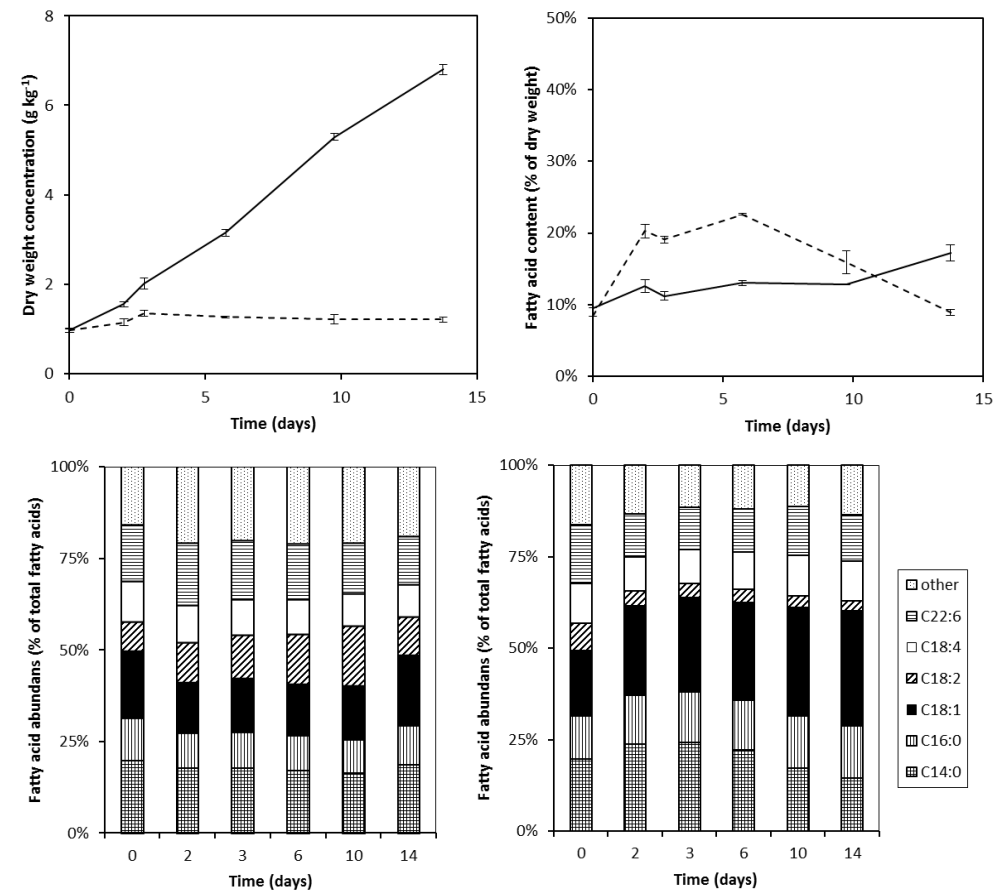 Dry weight concentration (g kg⁻¹)
8
6
4
2
0
0 5 10 15
Time (days)
Fatty acid content (% of dry weight)
50%
40%
30%
20%
10%
0%
0 5 10 15
Time (days)
Fatty acid abundans (% of total fatty acids)
100%
75%
50%
25%
0%
0 2 3 6 10 14
Time (days)
Fatty acid abundans (% of total fatty acids)
100%
75%
50%
25%
0%
0 2 3 6 10 14
Time (days)
other
C22:6
C18:4
C18:2
C18:1
C16:0
C14:0